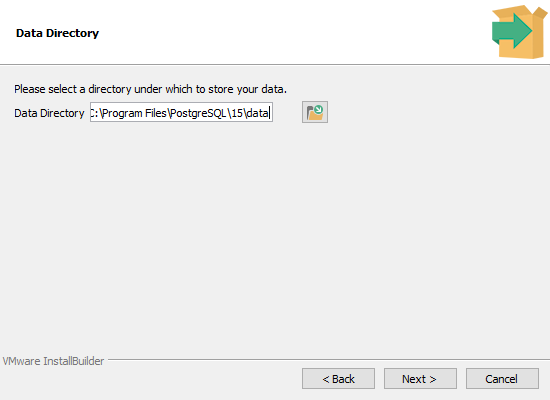 Data Directory
Please select a directory under which to store your data.
Data Directory C:\Program Files\PostgreSQL\15\data
VMware InstallBuilder
< Back Next > Cancel